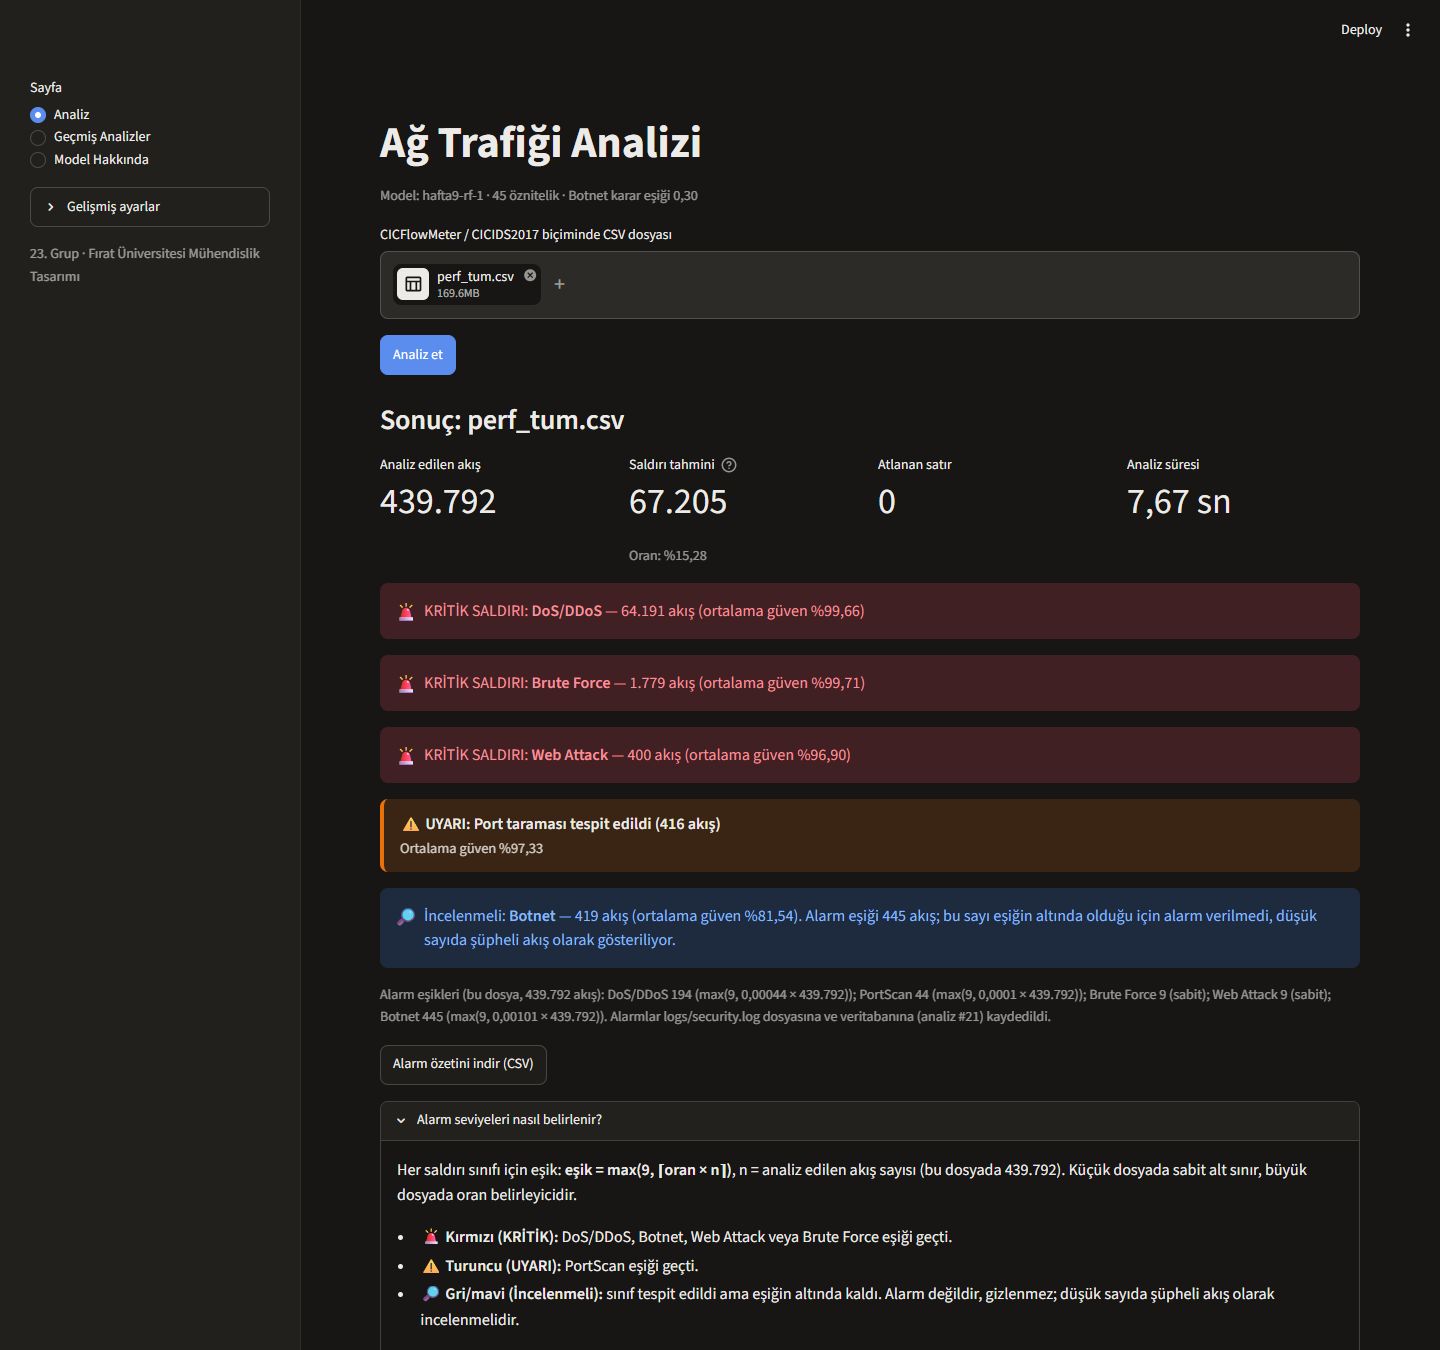 Deploy
Sayfa
Analiz
Geçmiş Analizler
Model Hakkında
Gelişmiş ayarlar
23. Grup · Fırat Üniversitesi Mühendislik
Tasarımı
Ağ Trafiği Analizi
Model: hafta9-rf-1 · 45 öznitelik · Botnet karar eşiği 0,30
CICFlowMeter / CICIDS2017 biçiminde CSV dosyası
perf_tum.csv
169.6MB
Analiz et
Sonuç: perf_tum.csv
Analiz edilen akış
439.792
Saldırı tahmini
67.205
Oran: %15,28
Atlanan satır
0
Analiz süresi
7,67 sn
KRİTİK SALDIRI: DoS/DDoS — 64.191 akış (ortalama güven %99,66)
KRİTİK SALDIRI: Brute Force — 1.779 akış (ortalama güven %99,71)
KRİTİK SALDIRI: Web Attack — 400 akış (ortalama güven %96,90)
UYARI: Port taraması tespit edildi (416 akış)
Ortalama güven %97,33
İncelenmeli: Botnet — 419 akış (ortalama güven %81,54). Alarm eşiği 445 akış; bu sayı eşiğin altında olduğu için alarm verilmedi, düşük
sayıda şüpheli akış olarak gösteriliyor.
Alarm eşikleri (bu dosya, 439.792 akış): DoS/DDoS 194 (max(9, 0,00044 × 439.792)); PortScan 44 (max(9, 0,0001 × 439.792)); Brute Force 9 (sabit); Web Attack 9 (sabit);
Botnet 445 (max(9, 0,00101 × 439.792)). Alarmlar logs/security.log dosyasına ve veritabanına (analiz #21) kaydedildi.
Alarm özetini indir (CSV)
Alarm seviyeleri nasıl belirlenir?
Her saldırı sınıfı için eşik: eşik = max(9, ⌈oran × n⌉), n = analiz edilen akış sayısı (bu dosyada 439.792). Küçük dosyada sabit alt sınır, büyük
dosyada oran belirleyicidir.
• Kırmızı (KRİTİK): DoS/DDoS, Botnet, Web Attack veya Brute Force eşiği geçti.
• Turuncu (UYARI): PortScan eşiği geçti.
• Gri/mavi (İncelenmeli): sınıf tespit edildi ama eşiğin altında kaldı. Alarm değildir, gizlenmez; düşük sayıda şüpheli akış olarak
incelenmelidir.